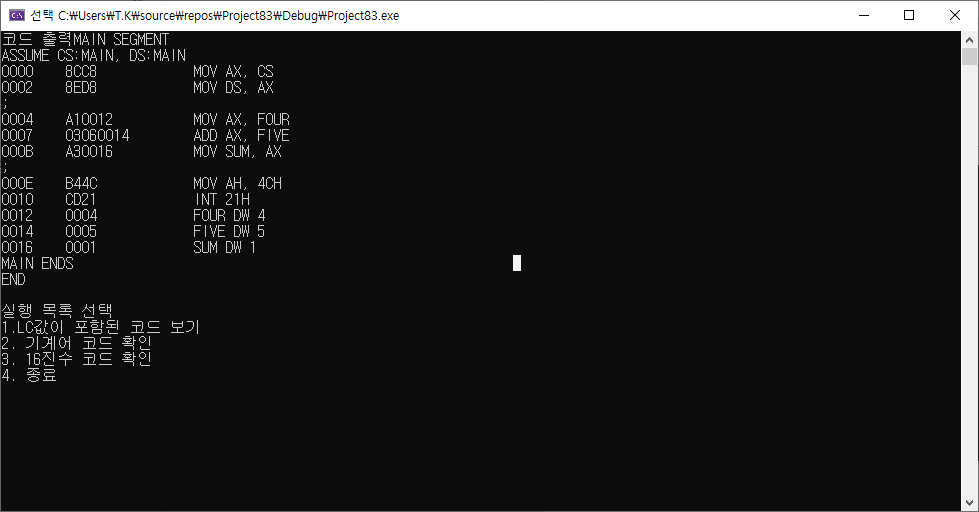 선택 C:\Users\T.K\source\repos\Project83\Debug\Project83.exe
코드 출력MAIN SEGMENT
ASSUME CS:MAIN, DS:MAIN
0000 8CC8 MOV AX, CS
0002 8ED8 MOV DS, AX
;
0004 A10012 MOV AX, FOUR
0007 03060014 ADD AX, FIVE
000B A30016 MOV SUM, AX
;
000E B44C MOV AH, 4CH
0010 CD21 INT 21H
0012 0004 FOUR DW 4
0014 0005 FIVE DW 5
0016 0001 SUM DW 1
MAIN ENDS
END
실행 목록 선택
1.LC값이 포함된 코드 보기
2. 기계어 코드 확인
3. 16진수 코드 확인
4. 종료